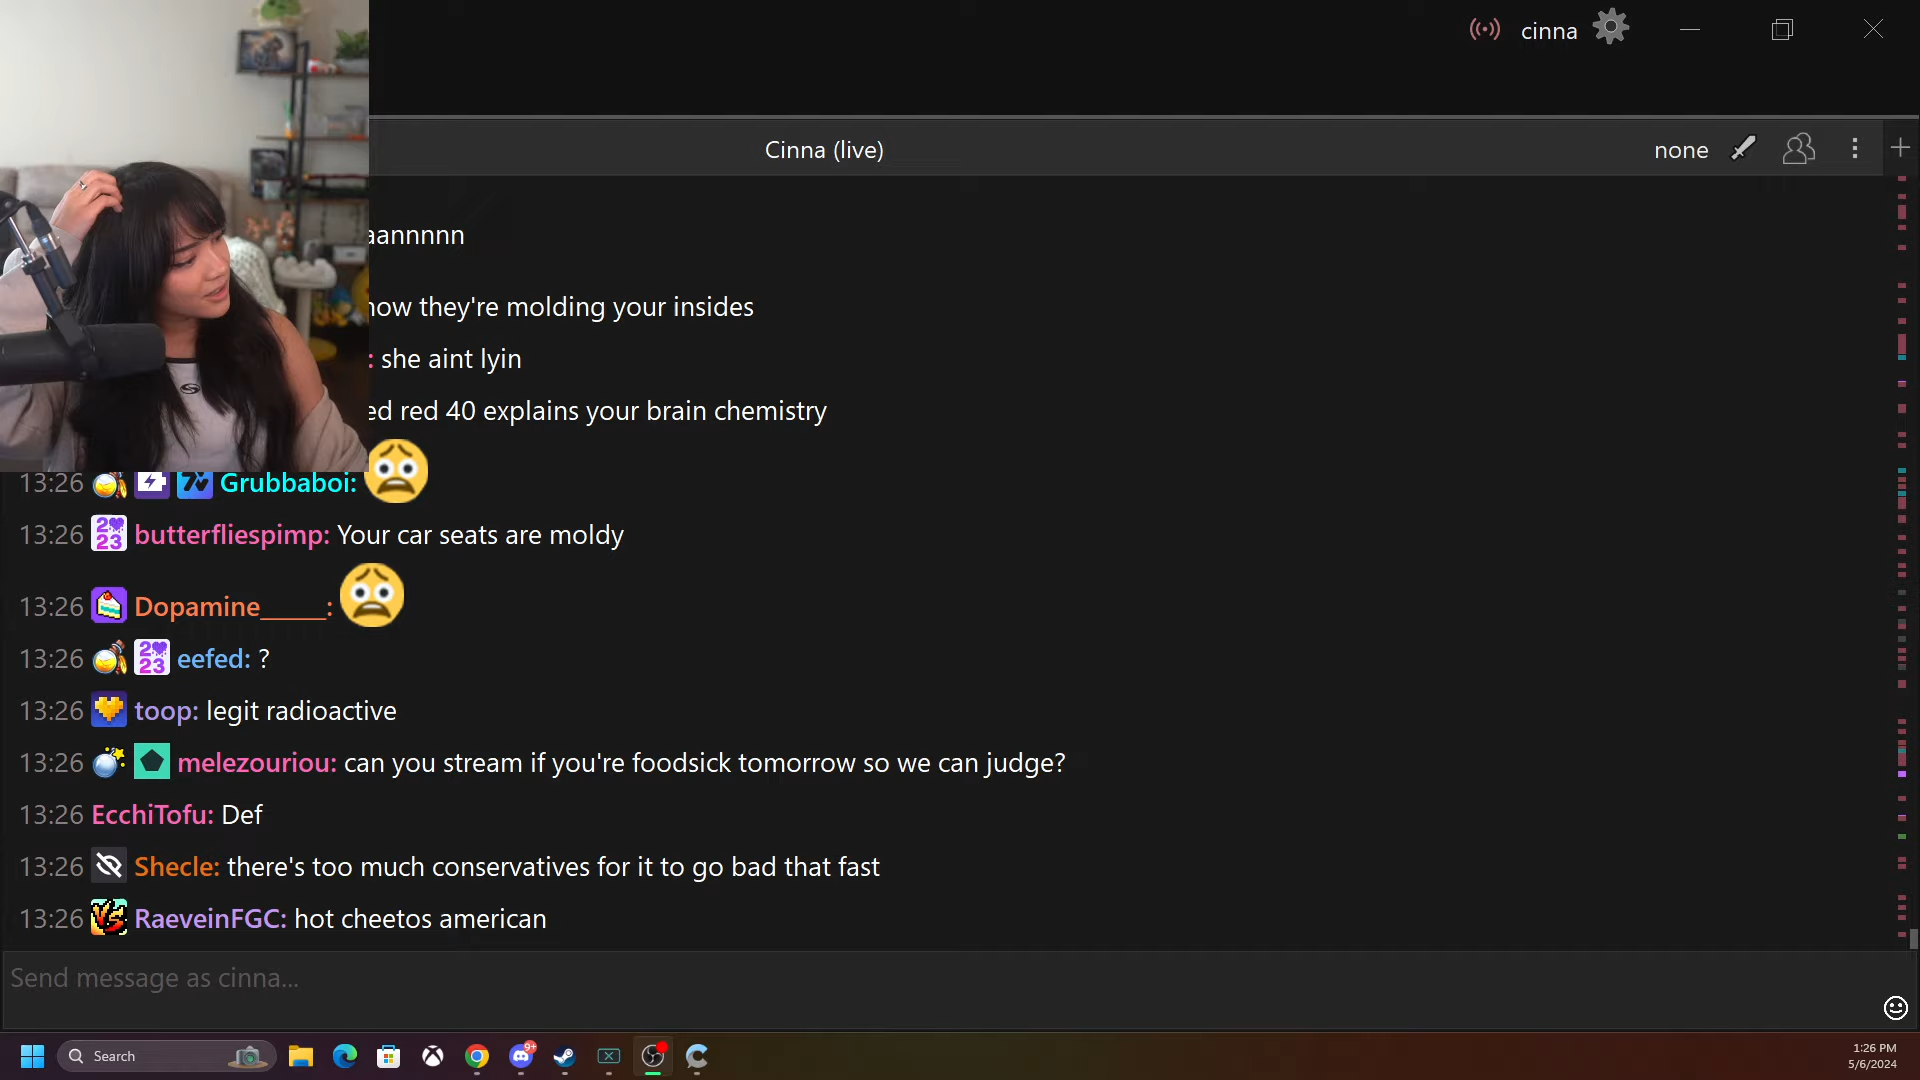 cinna
Cinna (live)
none
aannnnn
how they're molding your insides
: she aint lyin
ed red 40 explains your brain chemistry
13:26 Grubbaboi:
13:26 butterfliespimp: Your car seats are moldy
13:26 Dopamine_____:
13:26 eefed: ?
13:26 toop: legit radioactive
13:26 melezouriou: can you stream if you're foodsick tomorrow so we can judge?
13:26 EcchiTofu: Def
13:26 Shecle: there's too much conservatives for it to go bad that fast
13:26 RaeveinFGC: hot cheetos american
Send message as cinna...
Search
9+
1:26 PM
5/6/2024